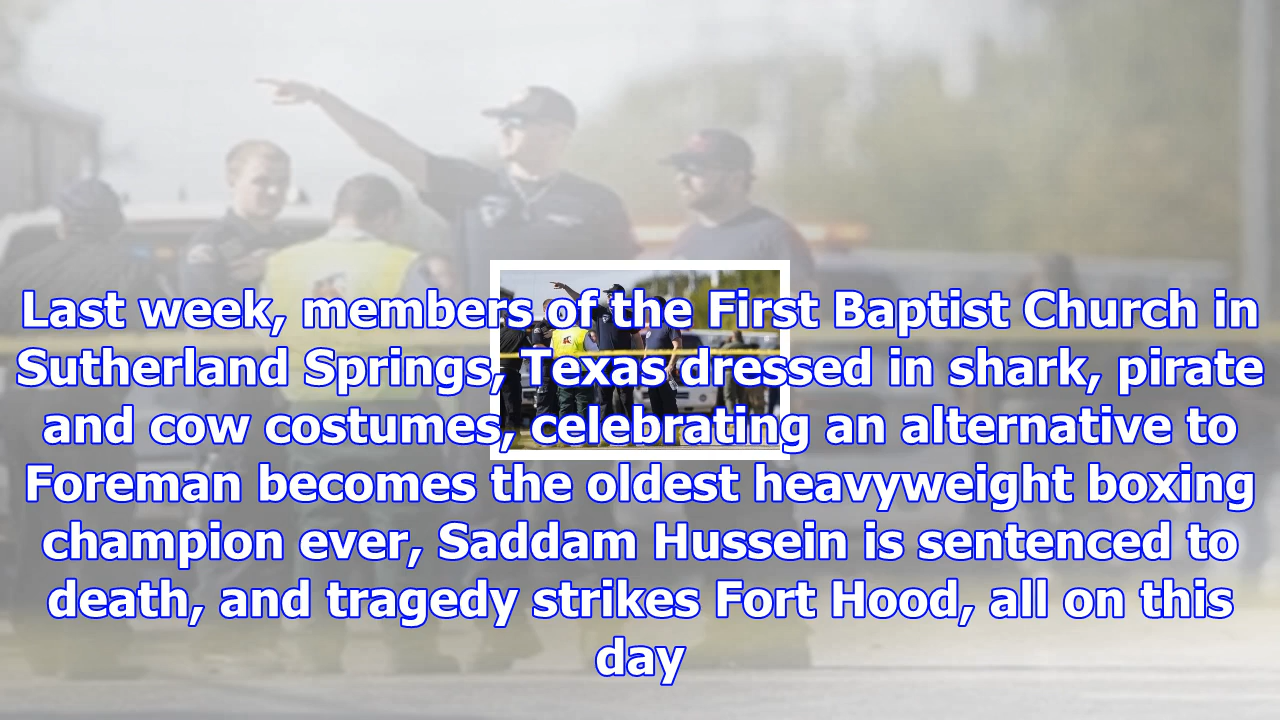 Last week, members of the First Baptist Church in
Sutherland Springs, Texas dressed in shark, pirate
and cow costumes, celebrating an alternative to
Foreman becomes the oldest heavyweight boxing
champion ever, Saddam Hussein is sentenced to
death, and tragedy strikes Fort Hood, all on this
day